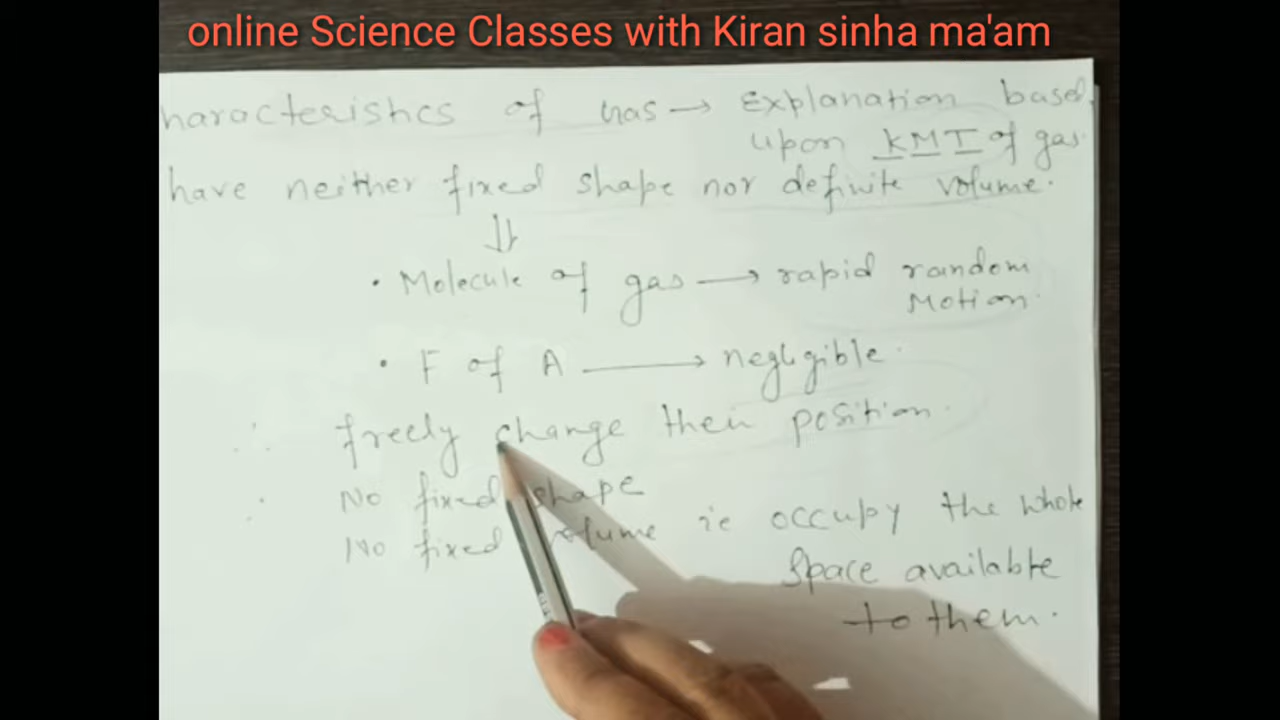 online Science Classes with Kiran sinha ma'am
haracteristics of Gas → Explanation based
upon KMT of gas.
have neither fixed shape nor definite volume.
⇓
• Molecule of gas → rapid random
Motion.
• F of A → negligible.
∴ freely change their position.
∴ No fixed shape
No fixed volume ie occupy the whole
space available
to them.